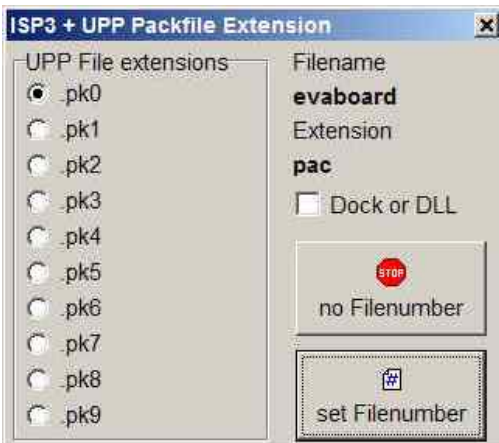 ISP3 + UPP Packfile Extension
UPP File extensions
.pk0
.pk1
.pk2
.pk3
.pk4
.pk5
.pk6
.pk7
.pk8
.pk9
Filename
evaboard
Extension
pac
Dock or DLL
STOP
no Filenumber
#
set Filenumber